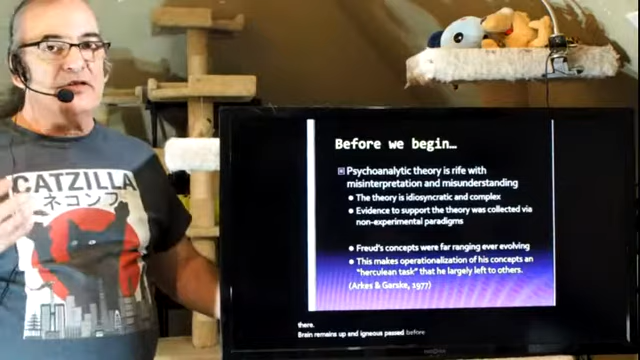 CATZILLA
ネコンフ
Before we begin…
Psychoanalytic theory is rife with
misinterpretation and misunderstanding
The theory is idiosyncratic and complex
Evidence to support the theory was collected via
non-experimental paradigms
Freud's concepts were far ranging ever evolving
This makes operationalization of his concepts an
"herculean task" that he largely left to others.
(Arkes & Garske, 1977)
there.
Brain remains up and igneous passed before